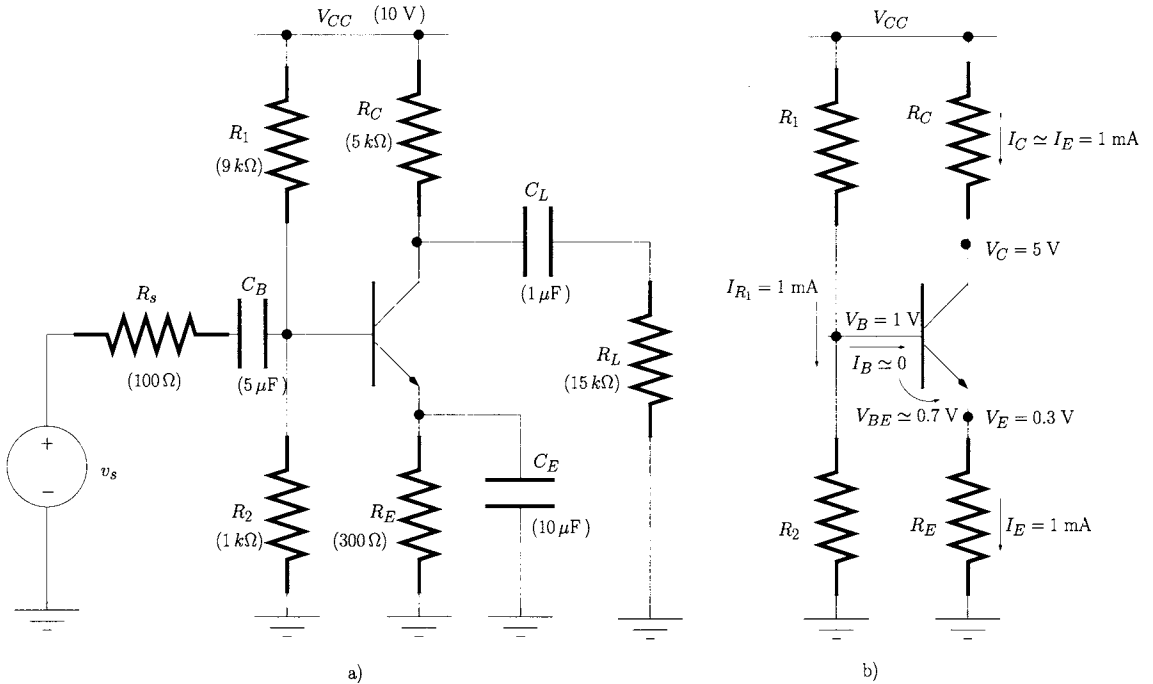 V_CC (10 V)
R_1
(9 kΩ)
R_C
(5 kΩ)
C_L
(1 μF)
R_s
(100 Ω)
C_B
(5 μF)
R_L
(15 kΩ)
+
−
v_s
R_2
(1 kΩ)
R_E
(300 Ω)
C_E
(10 μF)
a)
V_CC
R_1
R_C
I_C ≃ I_E = 1 mA
V_C = 5 V
I_R1 = 1 mA
V_B = 1 V
I_B ≃ 0
V_BE ≃ 0.7 V
V_E = 0.3 V
R_2
R_E
I_E = 1 mA
b)